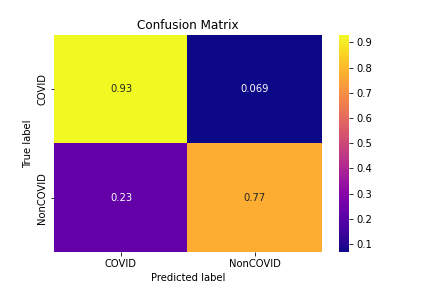 Confusion Matrix
True label
COVID
NonCOVID
0.93
0.069
0.23
0.77
COVID
NonCOVID
Predicted label
0.9
0.8
0.7
0.6
0.5
0.4
0.3
0.2
0.1